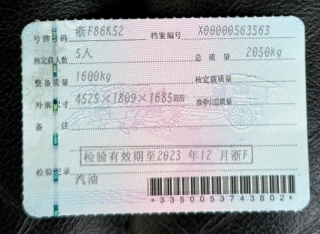 号牌号码 浙F86K52 档案编号 X00000563563
核定载人数 5人 总质量 2050kg
整备质量 1600kg 核定载质量
外廓尺寸 4525×1809×1685mm 准牵引总质量
备注
检验有效期至2023年12月浙F
检验记录 汽油
*3350053743802*